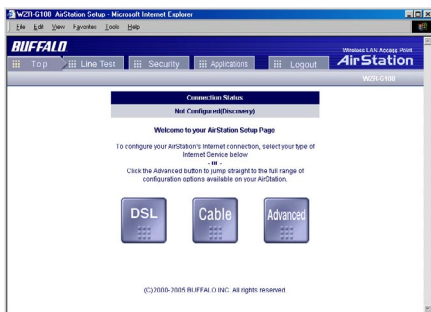 WZR-G108 AirStation Setup - Microsoft Internet Explorer
File Edit View Favorites Tools Help
BUFFALO
Wireless LAN Access Point
AirStation
Top Line Test Security Applications Logout
WZR-G108
Connection Status
Not Configured(Discovery)
Welcome to your AirStation Setup Page
To configure your AirStation's Internet connection, select your type of
Internet Service below
- or -
Click the Advanced button to jump straight to the full range of
configuration options available on your AirStation.
DSL Cable Advanced
(C)2000-2005 BUFFALO INC. All rights reserved.